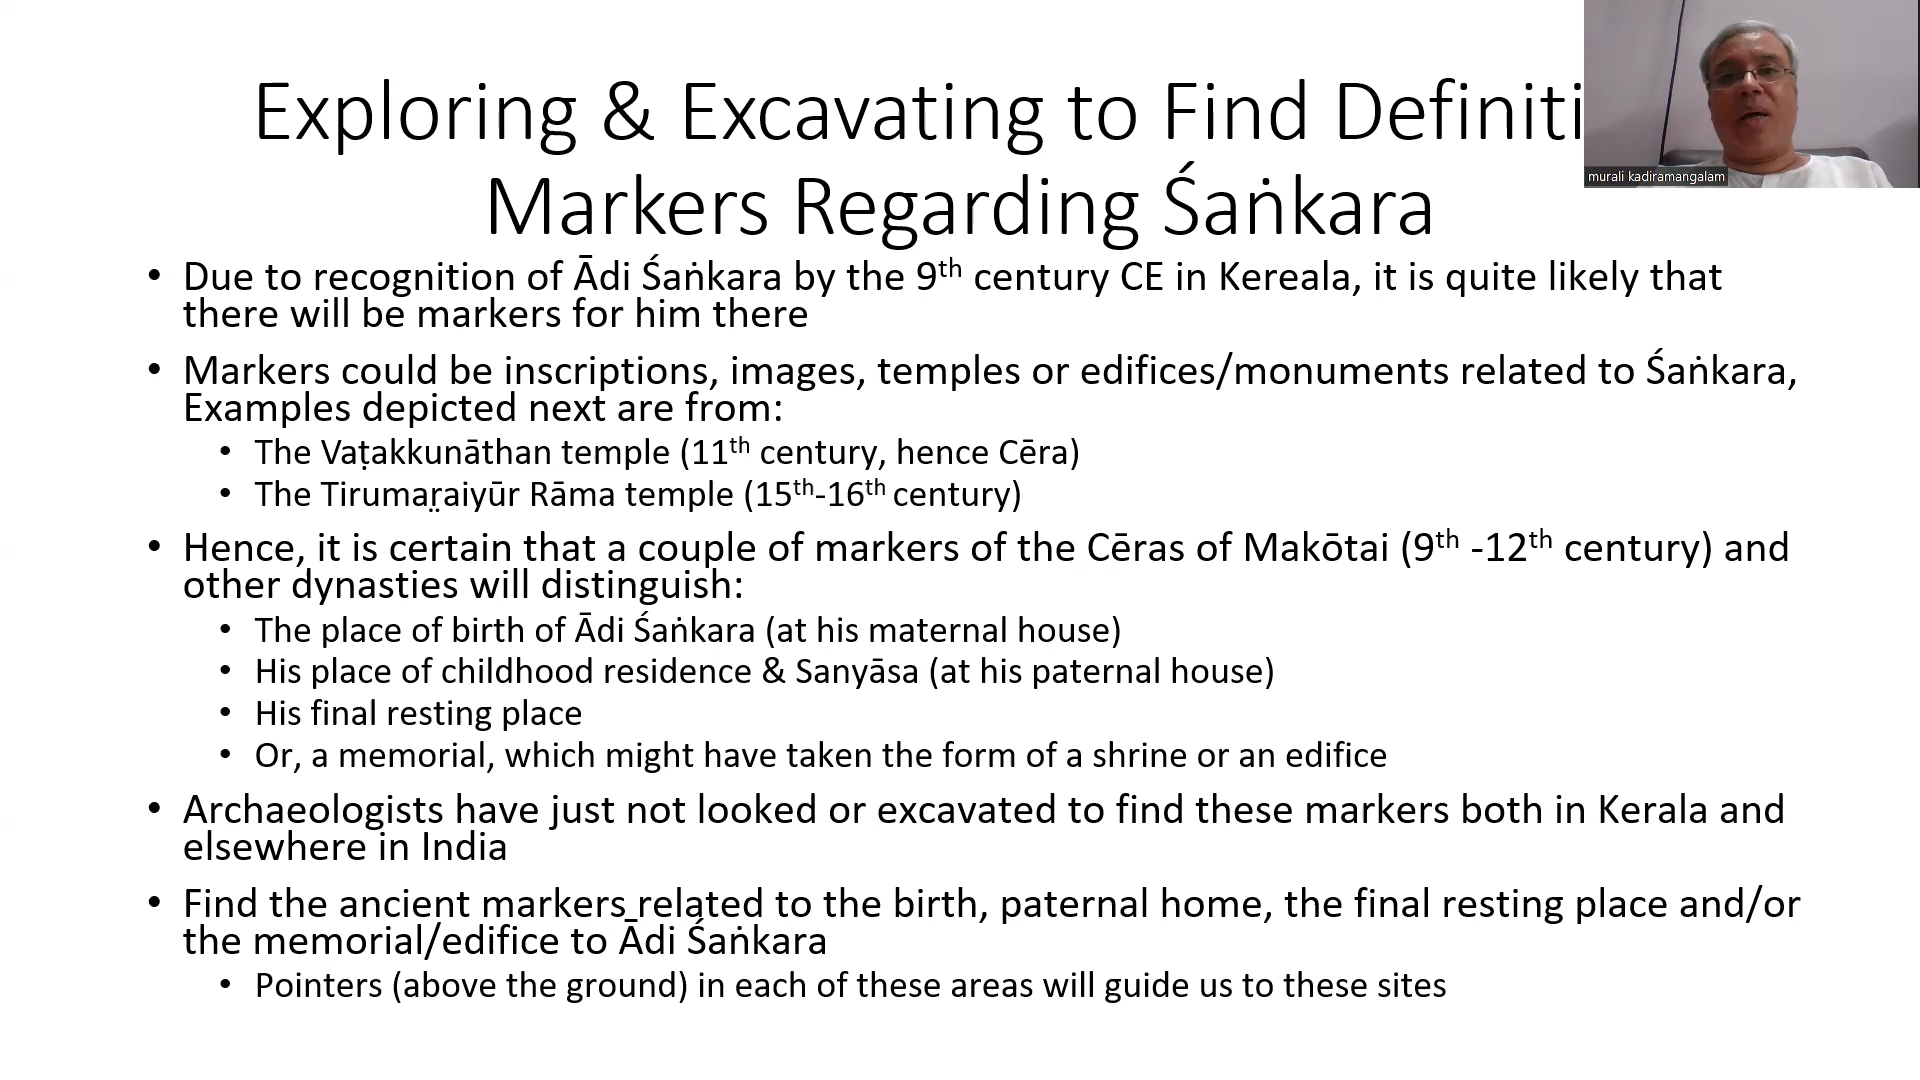 Exploring & Excavating to Find Definiti
murali kadiramangalam
Markers Regarding Śaṅkara
• Due to recognition of Ādi Śaṅkara by the 9th century CE in Kereala, it is quite likely that
there will be markers for him there
• Markers could be inscriptions, images, temples or edifices/monuments related to Śaṅkara,
Examples depicted next are from:
• The Vaṭakkunāthan temple (11th century, hence Cēra)
• The Tirumar̤aiyūr Rāma temple (15th-16th century)
• Hence, it is certain that a couple of markers of the Cēras of Makōtai (9th -12th century) and
other dynasties will distinguish:
• The place of birth of Ādi Śaṅkara (at his maternal house)
• His place of childhood residence & Sanyāsa (at his paternal house)
• His final resting place
• Or, a memorial, which might have taken the form of a shrine or an edifice
• Archaeologists have just not looked or excavated to find these markers both in Kerala and
elsewhere in India
• Find the ancient markers related to the birth, paternal home, the final resting place and/or
the memorial/edifice to Ādi Śaṅkara
• Pointers (above the ground) in each of these areas will guide us to these sites